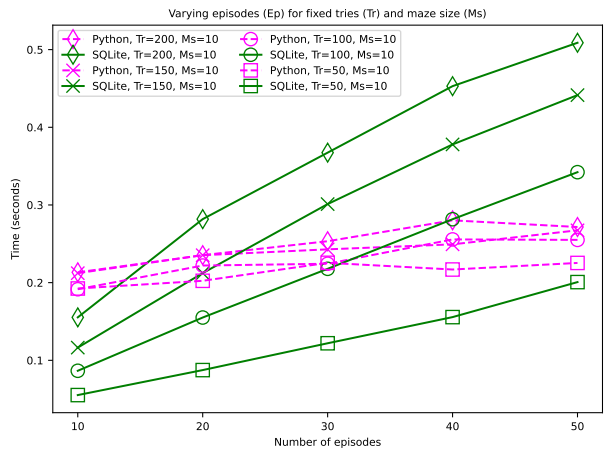 Varying episodes (Ep) for fixed tries (Tr) and maze size (Ms)
Python, Tr=200, Ms=10
SQLite, Tr=200, Ms=10
Python, Tr=150, Ms=10
SQLite, Tr=150, Ms=10
Python, Tr=100, Ms=10
SQLite, Tr=100, Ms=10
Python, Tr=50, Ms=10
SQLite, Tr=50, Ms=10
Time (seconds)
0.5
0.4
0.3
0.2
0.1
10 20 30 40 50
Number of episodes